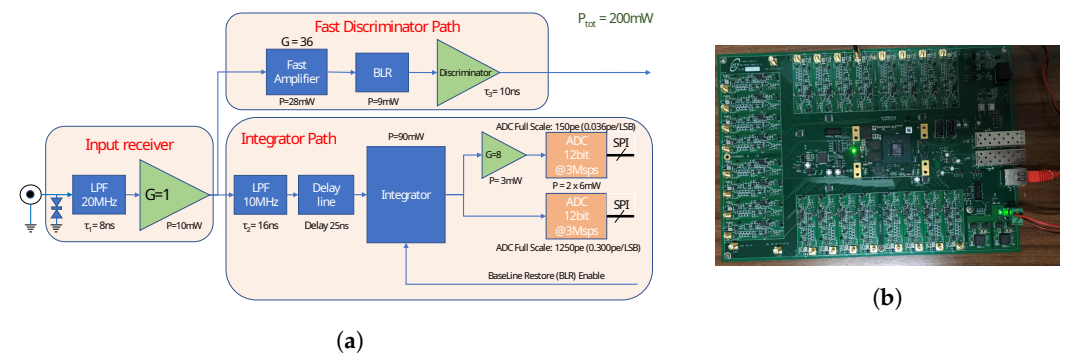 Fast Discriminator Path
P_tot = 200mW
G = 36
Fast
Amplifier
BLR
Discriminator
P=28mW
P=9mW
τ3 = 10ns
Input receiver
Integrator Path
P=90mW
ADC Full Scale: 150pe (0.036pe/LSB)
G=8
ADC
12bit
@3Msps
SPI
P= 3mW
P = 2 x 6mW
LPF
20MHz
G=1
LPF
10MHz
Delay
line
Integrator
ADC
12bit
@3Msps
SPI
τ1 = 8ns
P=10mW
τ2 = 16ns
Delay 25ns
ADC Full Scale: 1250pe (0.300pe/LSB)
BaseLine Restore (BLR) Enable
(a)
(b)